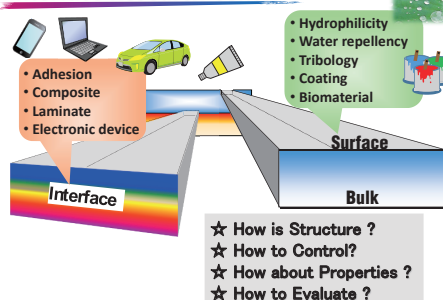 • Hydrophilicity
• Water repellency
• Tribology
• Coating
• Biomaterial
• Adhesion
• Composite
• Laminate
• Electronic device
Surface
Interface
Bulk
☆ How is Structure ?
☆ How to Control?
☆ How about Properties ?
☆ How to Evaluate ?